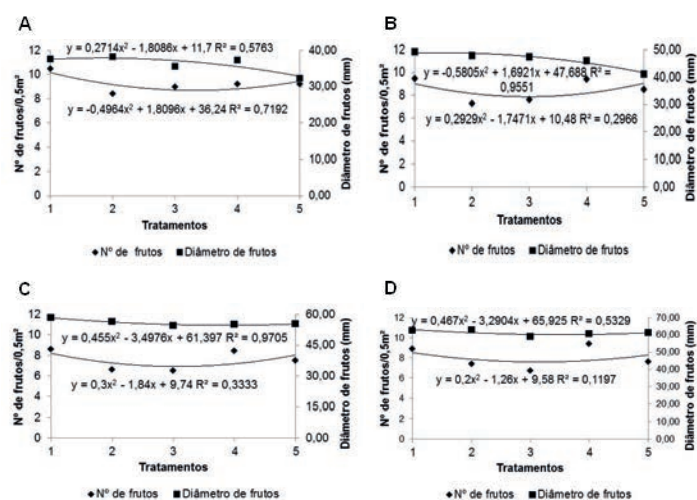 A
y = 0,2714x² - 1,8086x + 11,7 R² = 0,5763
y = -0,4964x² + 1,8096x + 36,24 R² = 0,7192
Nº de frutos/0,5m²
Diâmetro de frutos (mm)
12
10
8
6
4
2
0
40,00
30,00
20,00
10,00
0,00
1 2 3 4 5
Tratamentos
Nº de frutos Diâmetro de frutos
B
y = -0,5805x² + 1,6921x + 47,688 R² =
0,9551
y = 0,2929x² - 1,7471x + 10,48 R² = 0,2966
Nº de frutos/0,5m²
Diâmetro de frutos (mm)
12
10
8
6
4
2
0
50,00
40,00
30,00
20,00
10,00
0,00
1 2 3 4 5
Tratamentos
Nº de frutos Diâmetro de frutos
C
y = 0,455x² - 3,4976x + 61,397 R² = 0,9705
y = 0,3x² - 1,84x + 9,74 R² = 0,3333
Nº de frutos/0,5m²
Diâmetro de frutos (mm)
12
10
8
6
4
2
0
60,00
45,00
30,00
15,00
0,00
1 2 3 4 5
Tratamentos
Nº de frutos Diâmetro de frutos
D
y = 0,467x² - 3,2904x + 65,925 R² = 0,5329
y = 0,2x² - 1,26x + 9,58 R² = 0,1197
Nº de frutos/0,5m²
Diâmetro de frutos (mm)
12
10
8
6
4
2
0
70,00
60,00
50,00
40,00
30,00
20,00
10,00
0,00
1 2 3 4 5
Tratamentos
Nº de frutos Diâmetro de frutos